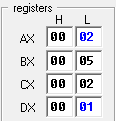 registers
H L
AX 00 02
BX 00 05
CX 00 02
DX 00 01